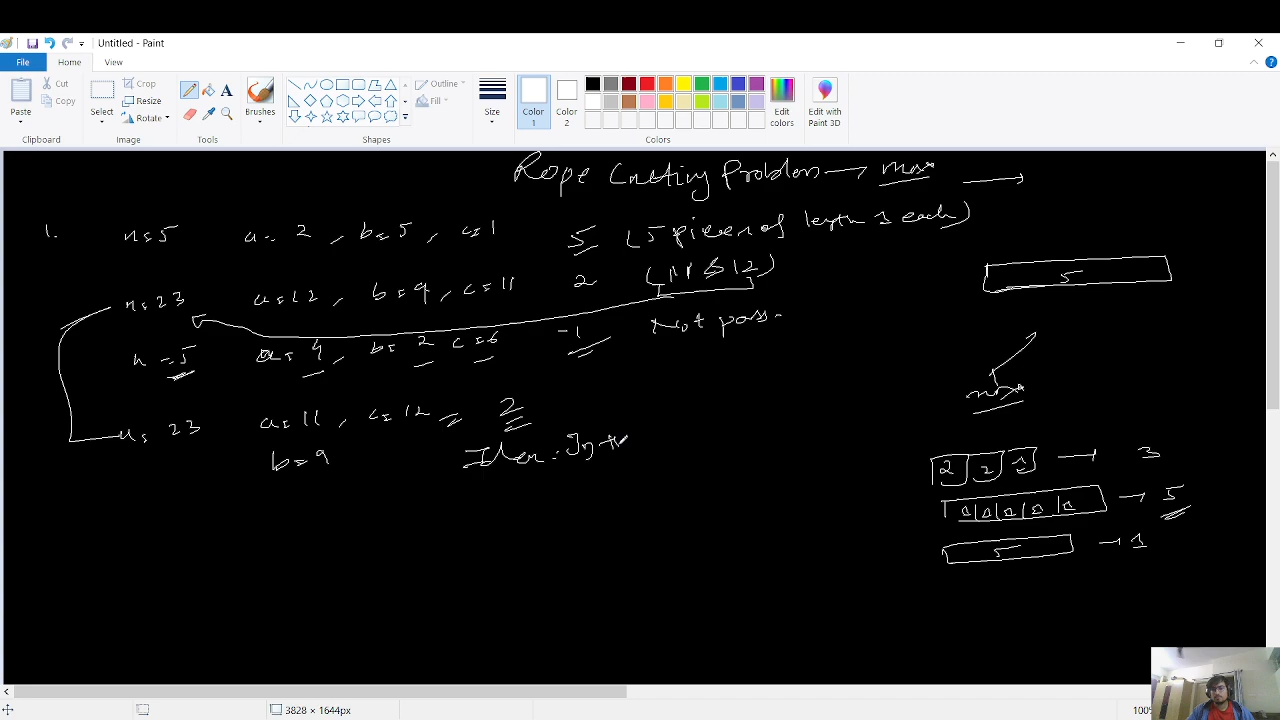 Untitled - Paint
File Home View
Paste Cut Copy Clipboard
Select Crop Resize Rotate Image
Tools
Brushes
Outline Fill Shapes
Size
Color 1 Color 2 Edit colors Colors
Edit with Paint 3D
Rope Cutting Problem → max
1. n=5 a=2, b=5, c=1 5 (5 pieces of length 1 each)
n=23 a=12, b=9, c=11 2 (11 & 12)
n=5 a=4, b=2 c=6 -1 Not poss.
n=23 a=11, c=12 = 2
b=9 Idea:
5
max
2 2 1 → 3
1 1 1 1 1 → 5
5 → 1
3828 × 1644px
100%